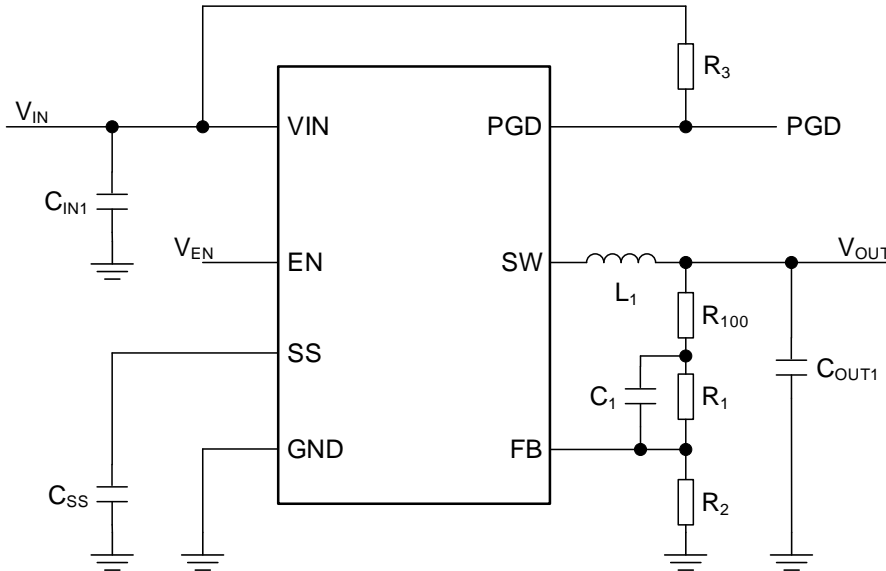 R3
VIN
VIN
PGD
PGD
CIN1
VEN
EN
SW
VOUT
L1
R100
SS
C1
R1
COUT1
GND
FB
CSS
R2